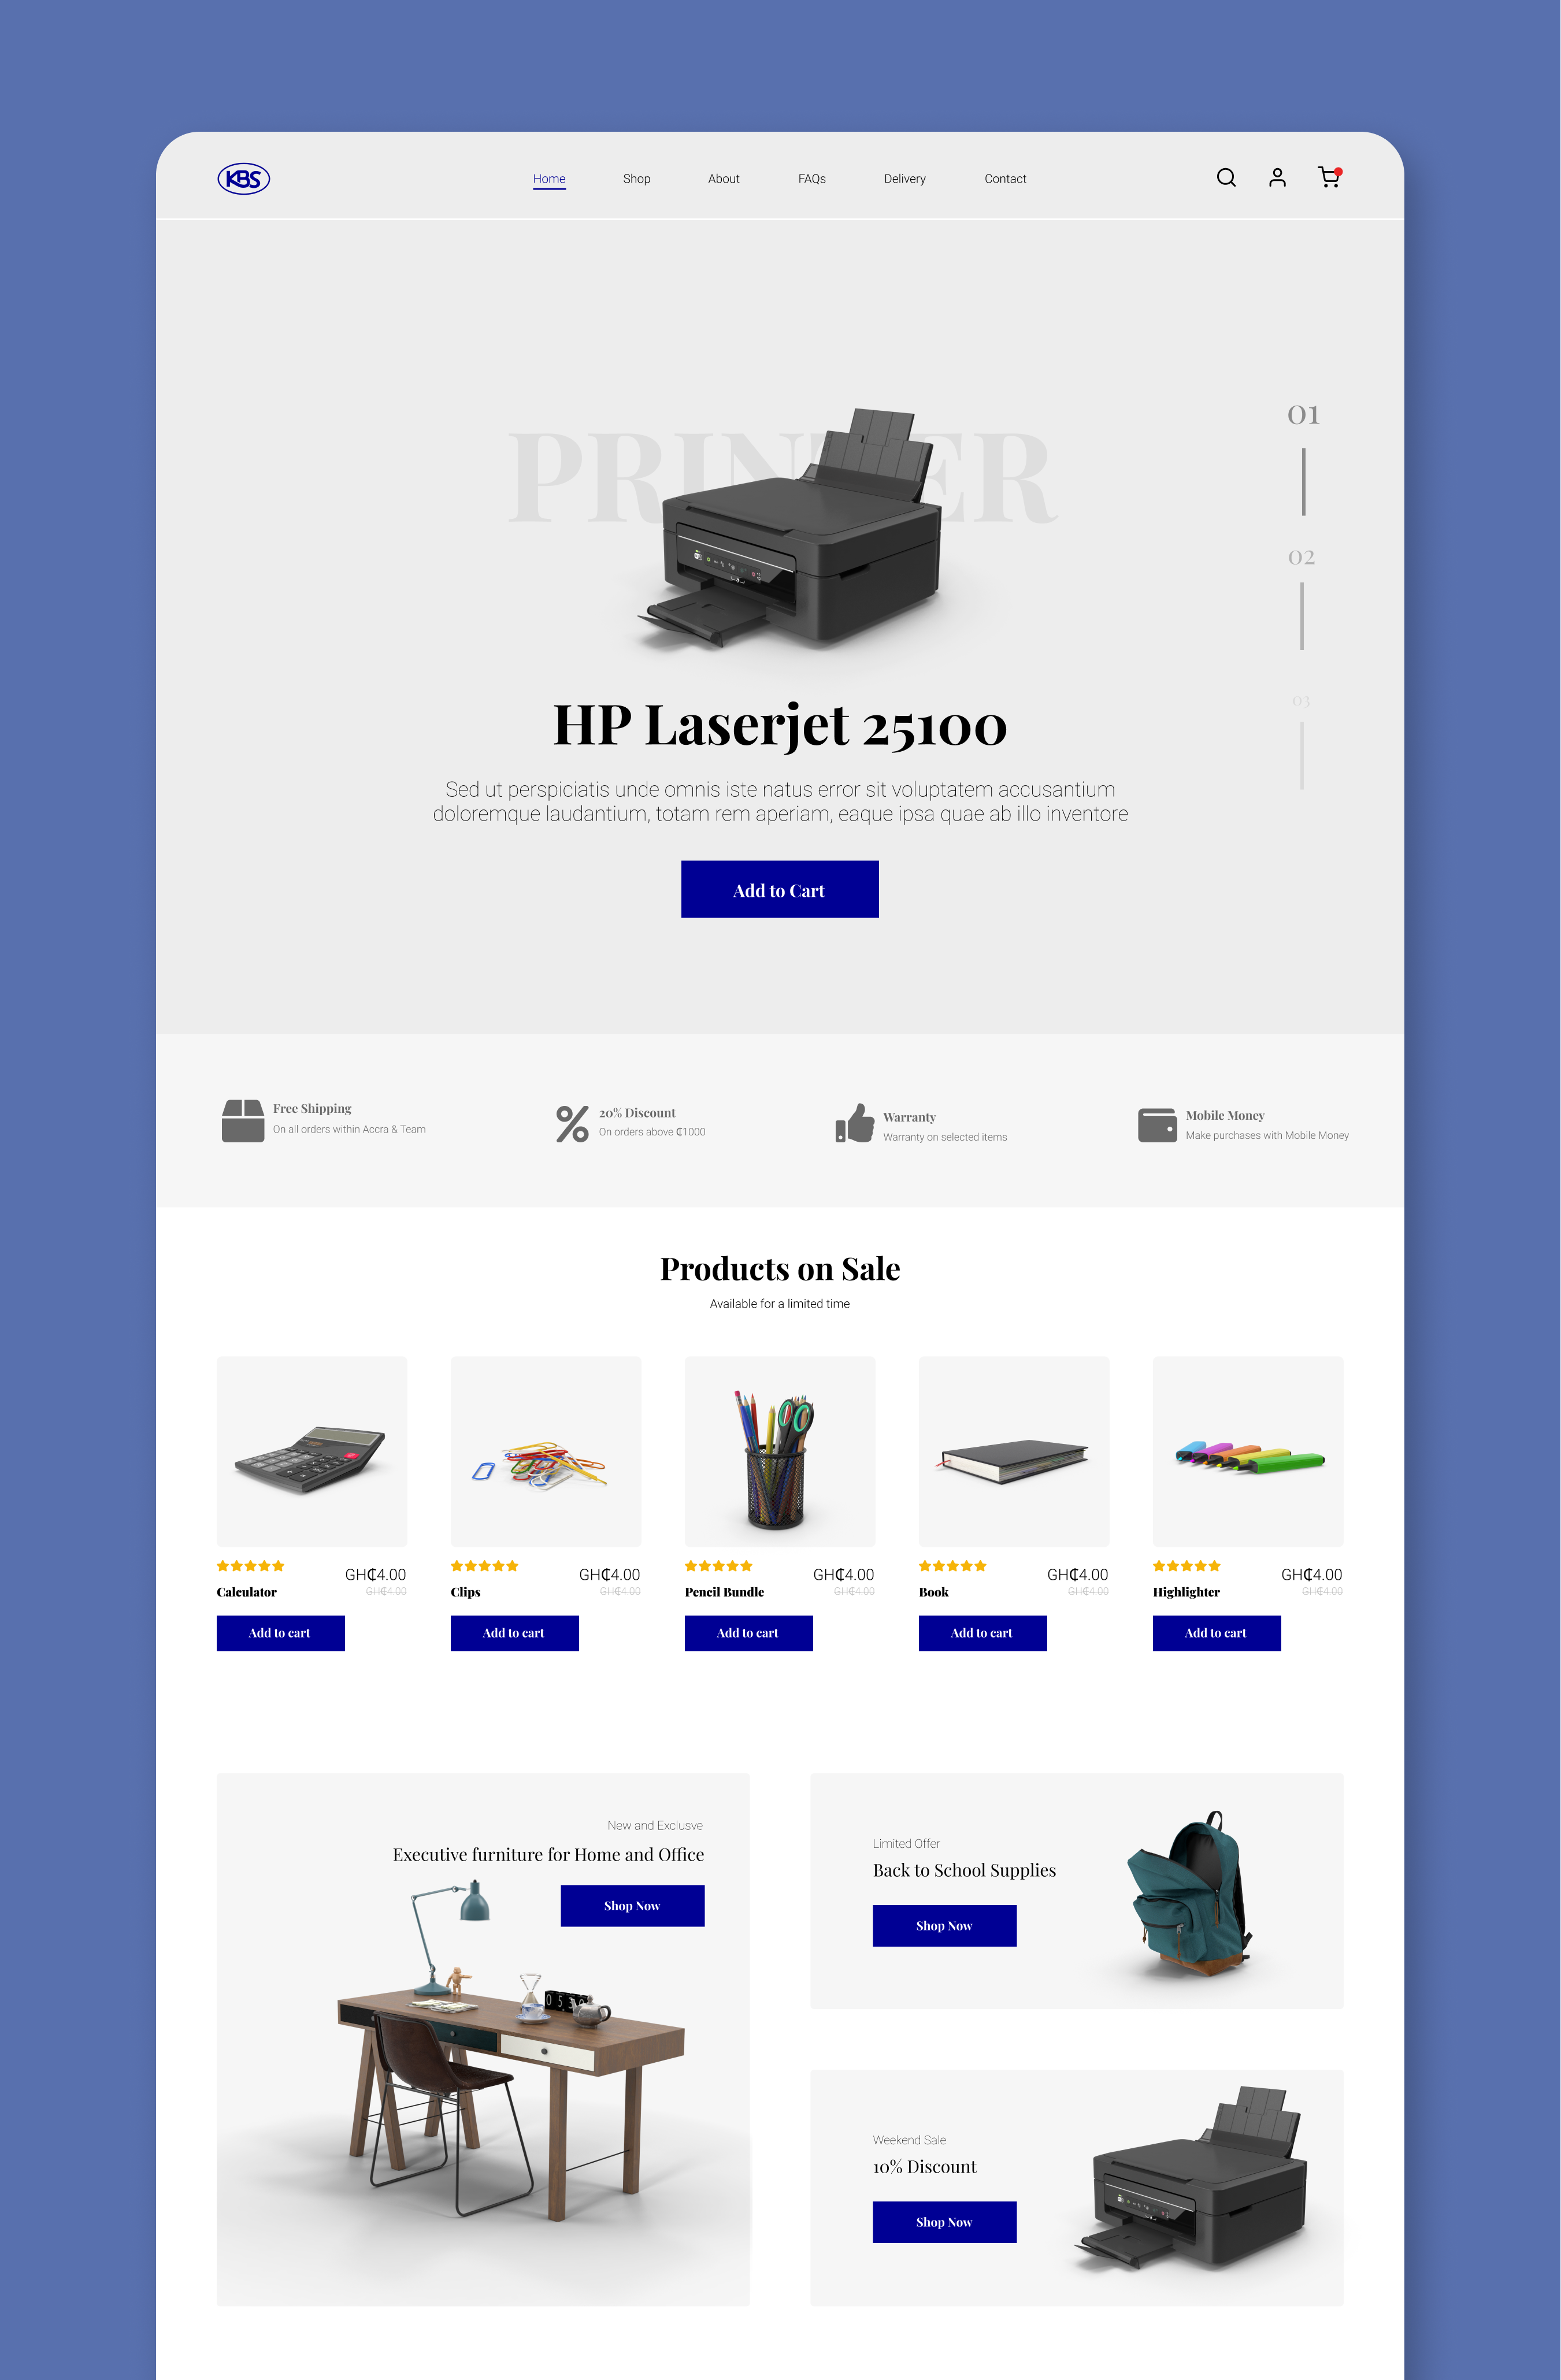 KBS
Home
Shop
About
FAQs
Delivery
Contact
PRINTER
01
02
03
HP Laserjet 25100
Sed ut perspiciatis unde omnis iste natus error sit voluptatem accusantium
doloremque laudantium, totam rem aperiam, eaque ipsa quae ab illo inventore
Add to Cart
Free Shipping
On all orders within Accra & Team
20% Discount
On orders above ₵1000
Warranty
Warranty on selected items
Mobile Money
Make purchases with Mobile Money
Products on Sale
Available for a limited time
GH₵4.00
Calculator
GH₵4.00
Add to cart
GH₵4.00
Clips
GH₵4.00
Add to cart
GH₵4.00
Pencil Bundle
GH₵4.00
Add to cart
GH₵4.00
Book
GH₵4.00
Add to cart
GH₵4.00
Highlighter
GH₵4.00
Add to cart
New and Exclusve
Executive furniture for Home and Office
Shop Now
Limited Offer
Back to School Supplies
Shop Now
Weekend Sale
10% Discount
Shop Now